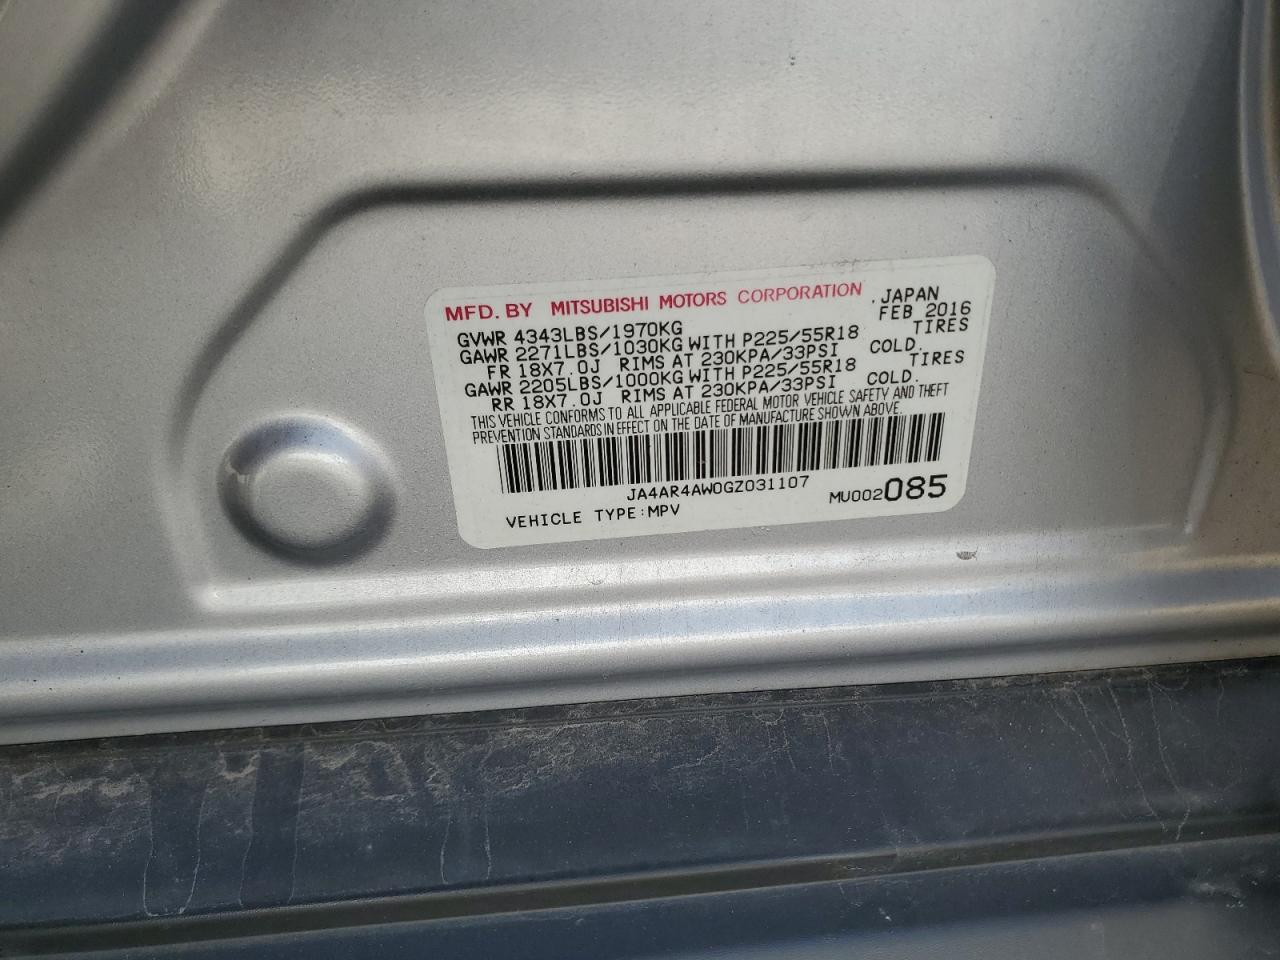 MFD. BY MITSUBISHI MOTORS CORPORATION , JAPAN
FEB 2016
GVWR 4343LBS/1970KG
GAWR 2271LBS/1030KG WITH P225/55R18 TIRES
FR 18X7.0J RIMS AT 230KPA/33PSI COLD.
GAWR 2205LBS/1000KG WITH P225/55R18 TIRES
RR 18X7.0J RIMS AT 230KPA/33PSI COLD.
THIS VEHICLE CONFORMS TO ALL APPLICABLE FEDERAL MOTOR VEHICLE SAFETY AND THEFT
PREVENTION STANDARDS IN EFFECT ON THE DATE OF MANUFACTURE SHOWN ABOVE.
JA4AR4AW0GZ031107
MU002085
VEHICLE TYPE:MPV